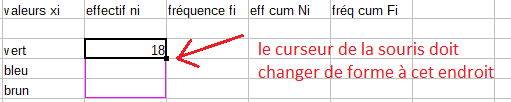 valeurs xi effectif ni fréquence fi eff cum Ni fréq cum Fi
vert 18
le curseur de la souris doit
bleu
changer de forme à cet endroit
brun